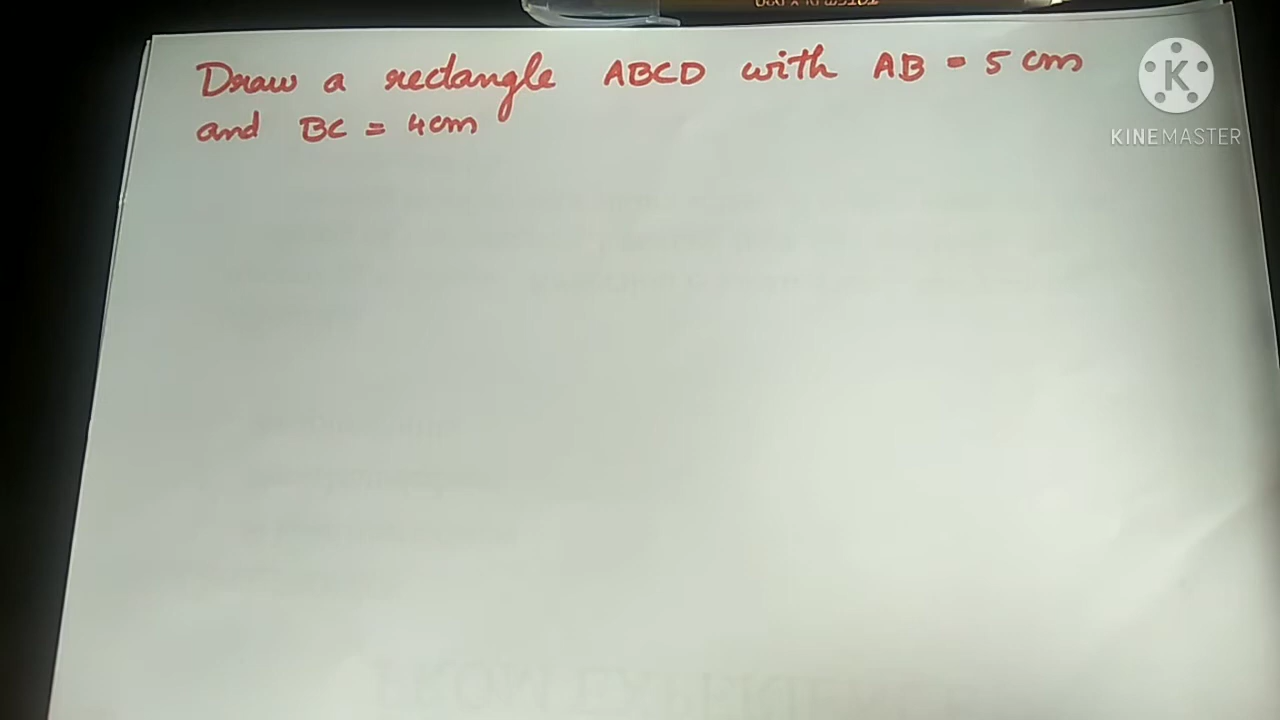 Draw a rectangle ABCD with AB = 5 cm
and BC = 4cm
K
KINEMASTER